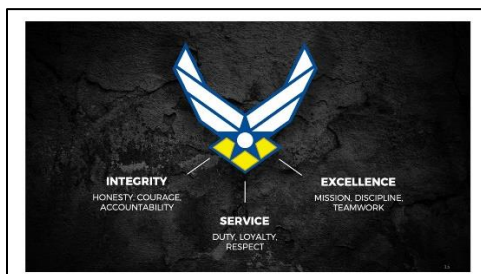 INTEGRITY
HONESTY, COURAGE,
ACCOUNTABILITY
SERVICE
DUTY, LOYALTY,
RESPECT
EXCELLENCE
MISSION, DISCIPLINE,
TEAMWORK